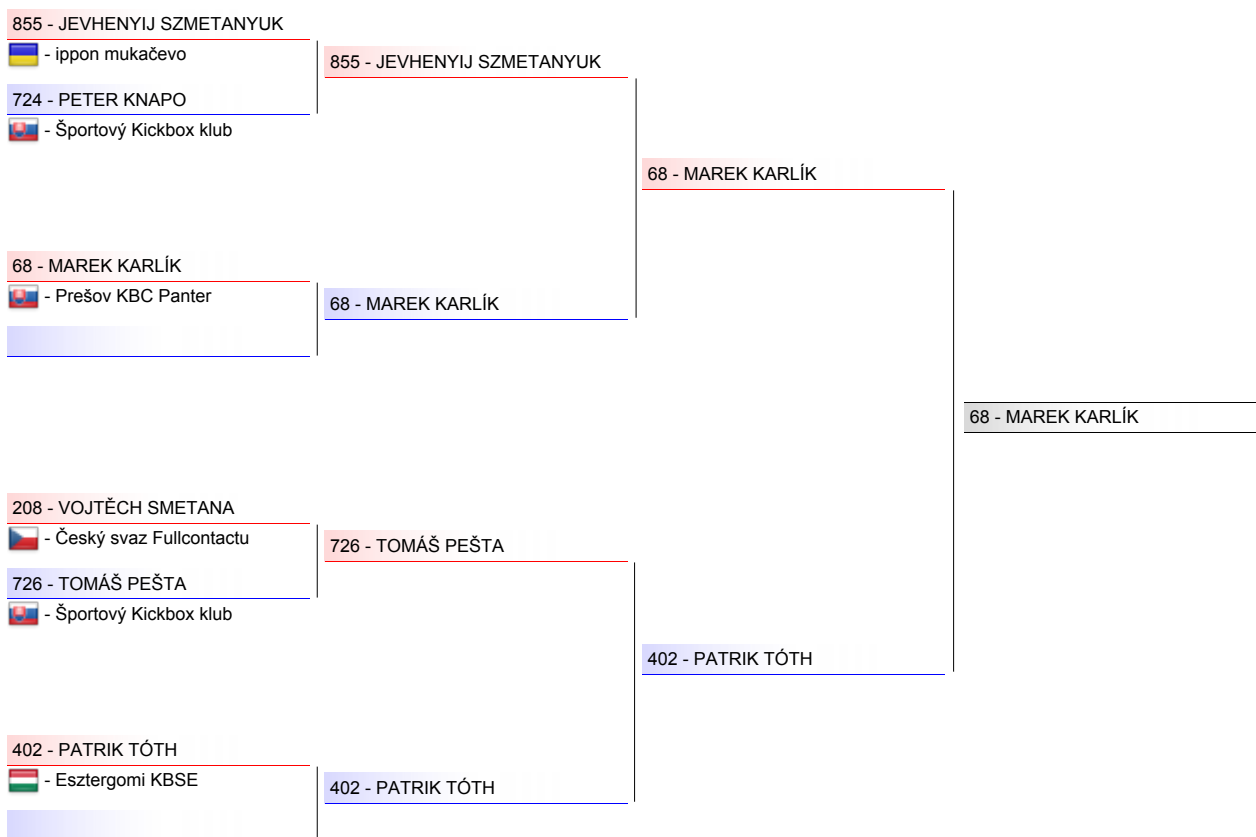 855 - JEVHENYIJ SZMETANYUK
- ippon mukačevo
855 - JEVHENYIJ SZMETANYUK
724 - PETER KNAPO
- Športový Kickbox klub
68 - MAREK KARLÍK
68 - MAREK KARLÍK
- Prešov KBC Panter
68 - MAREK KARLÍK
68 - MAREK KARLÍK
208 - VOJTĚCH SMETANA
- Český svaz Fullcontactu
726 - TOMÁŠ PEŠTA
726 - TOMÁŠ PEŠTA
- Športový Kickbox klub
402 - PATRIK TÓTH
402 - PATRIK TÓTH
- Esztergomi KBSE
402 - PATRIK TÓTH